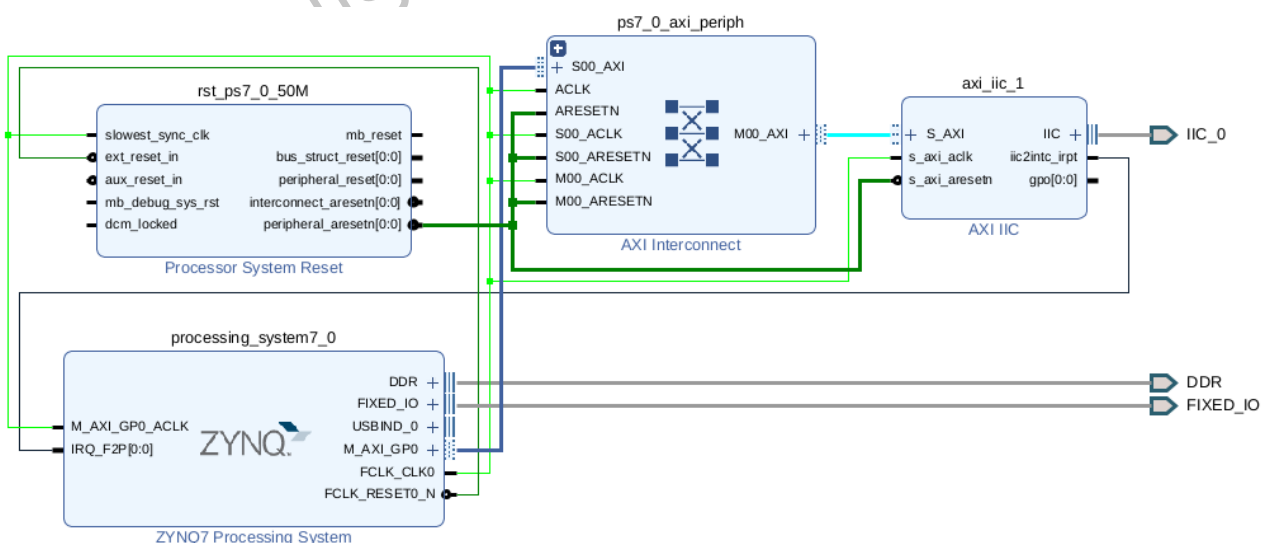 ps7_0_axi_periph
S00_AXI
ACLK
ARESETN
S00_ACLK
S00_ARESETN
M00_ACLK
M00_ARESETN
M00_AXI
AXI Interconnect
rst_ps7_0_50M
slowest_sync_clk
ext_reset_in
aux_reset_in
mb_debug_sys_rst
dcm_locked
mb_reset
bus_struct_reset[0:0]
peripheral_reset[0:0]
interconnect_aresetn[0:0]
peripheral_aresetn[0:0]
Processor System Reset
axi_iic_1
S_AXI
s_axi_aclk
s_axi_aresetn
IIC
iic2intc_irpt
gpo[0:0]
AXI IIC
IIC_0
processing_system7_0
M_AXI_GP0_ACLK
IRQ_F2P[0:0]
ZYNQ
DDR
FIXED_IO
USBIND_0
M_AXI_GP0
FCLK_CLK0
FCLK_RESET0_N
ZYNQ7 Processing System
DDR
FIXED_IO